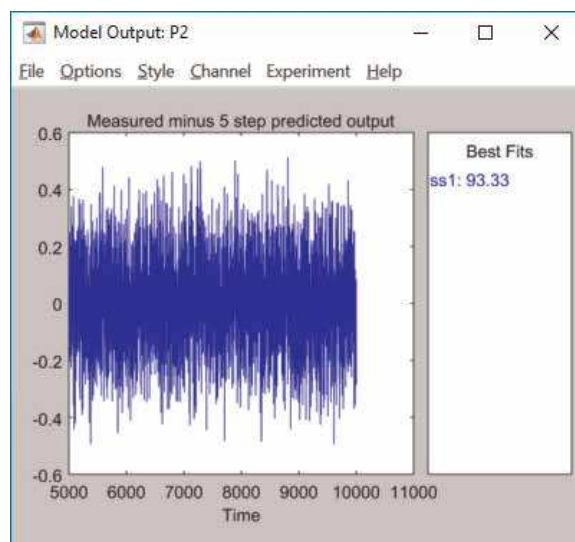 Model Output: P2
File Options Style Channel Experiment Help
Measured minus 5 step predicted output
0.6
0.4
0.2
0
-0.2
-0.4
-0.6
5000 6000 7000 8000 9000 10000 11000
Time
Best Fits
ss1: 93.33